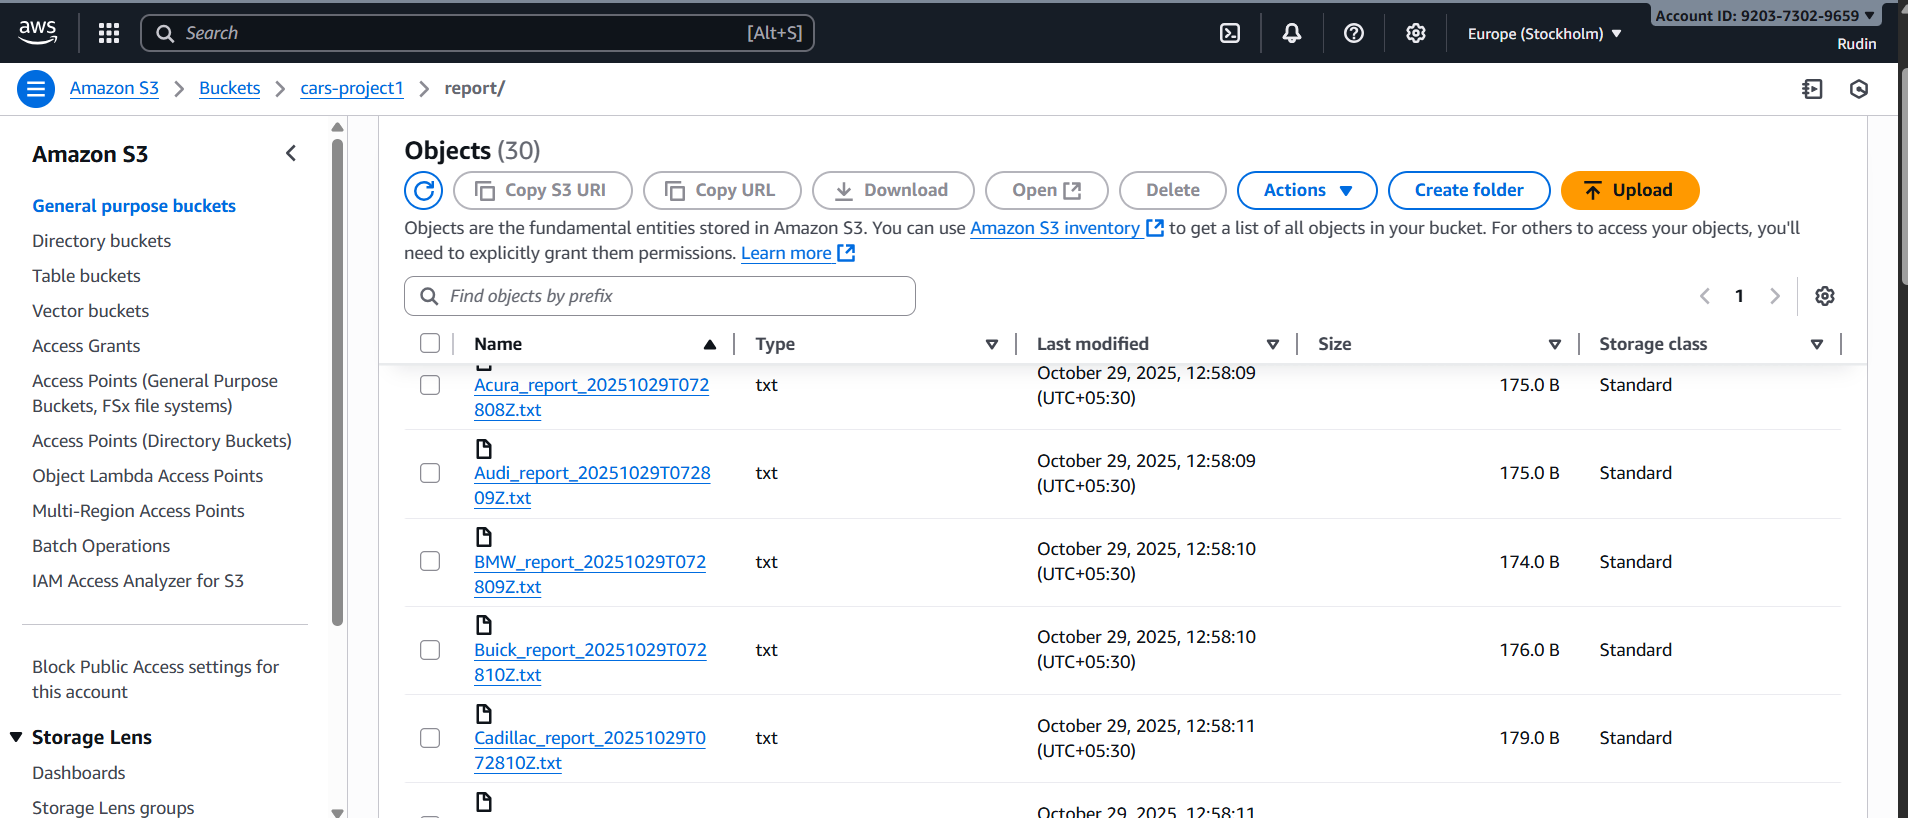 aws
Search
[Alt+S]
Europe (Stockholm)
Account ID: 9203-7302-9659
Rudin
Amazon S3
Buckets
cars-project1
report/
Amazon S3
General purpose buckets
Directory buckets
Table buckets
Vector buckets
Access Grants
Access Points (General Purpose
Buckets, FSx file systems)
Access Points (Directory Buckets)
Object Lambda Access Points
Multi-Region Access Points
Batch Operations
IAM Access Analyzer for S3
Block Public Access settings for
this account
Storage Lens
Dashboards
Storage Lens groups
Objects (30)
Copy S3 URI
Copy URL
Download
Open
Delete
Actions
Create folder
Upload
Objects are the fundamental entities stored in Amazon S3. You can use Amazon S3 inventory to get a list of all objects in your bucket. For others to access your objects, you'll
need to explicitly grant them permissions. Learn more
Find objects by prefix
1
Name
Type
Last modified
Size
Storage class
Acura_report_20251029T072
808Z.txt
txt
October 29, 2025, 12:58:09
(UTC+05:30)
175.0 B
Standard
Audi_report_20251029T0728
09Z.txt
txt
October 29, 2025, 12:58:09
(UTC+05:30)
175.0 B
Standard
BMW_report_20251029T072
809Z.txt
txt
October 29, 2025, 12:58:10
(UTC+05:30)
174.0 B
Standard
Buick_report_20251029T072
810Z.txt
txt
October 29, 2025, 12:58:10
(UTC+05:30)
176.0 B
Standard
Cadillac_report_20251029T0
72810Z.txt
txt
October 29, 2025, 12:58:11
(UTC+05:30)
179.0 B
Standard
October 29, 2025, 12:58:11